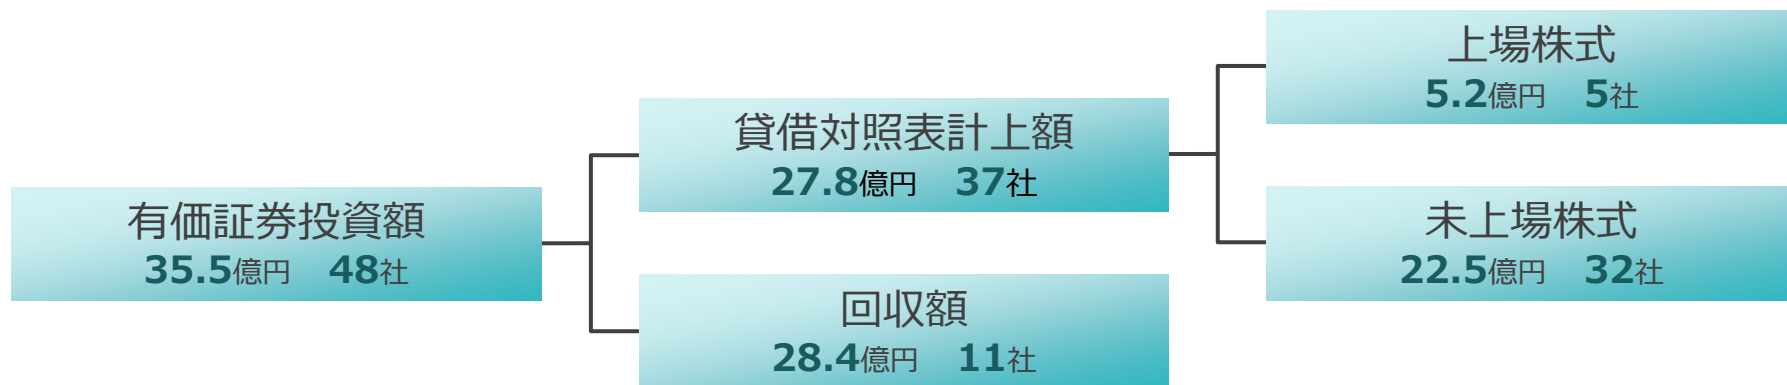 有価証券投資額
35.5億円 48社
貸借対照表計上額
27.8億円 37社
回収額
28.4億円 11社
上場株式
5.2億円 5社
未上場株式
22.5億円 32社